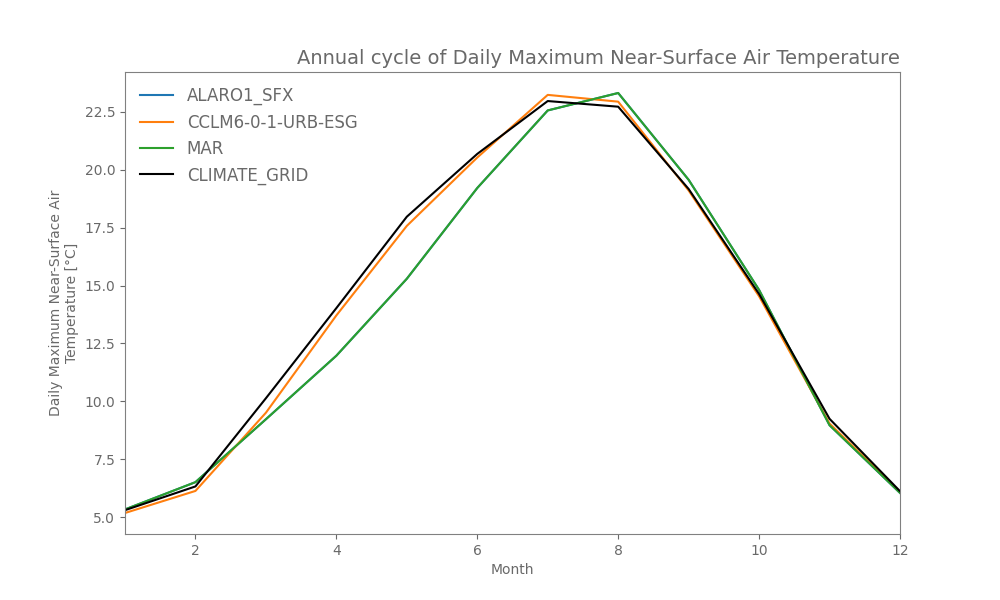 Annual cycle of Daily Maximum Near-Surface Air Temperature
ALARO1_SFX
CCLM6-0-1-URB-ESG
MAR
CLIMATE_GRID
Daily Maximum Near-Surface Air
Temperature [°C]
22.5
20.0
17.5
15.0
12.5
10.0
7.5
5.0
2 4 6 8 10 12
Month